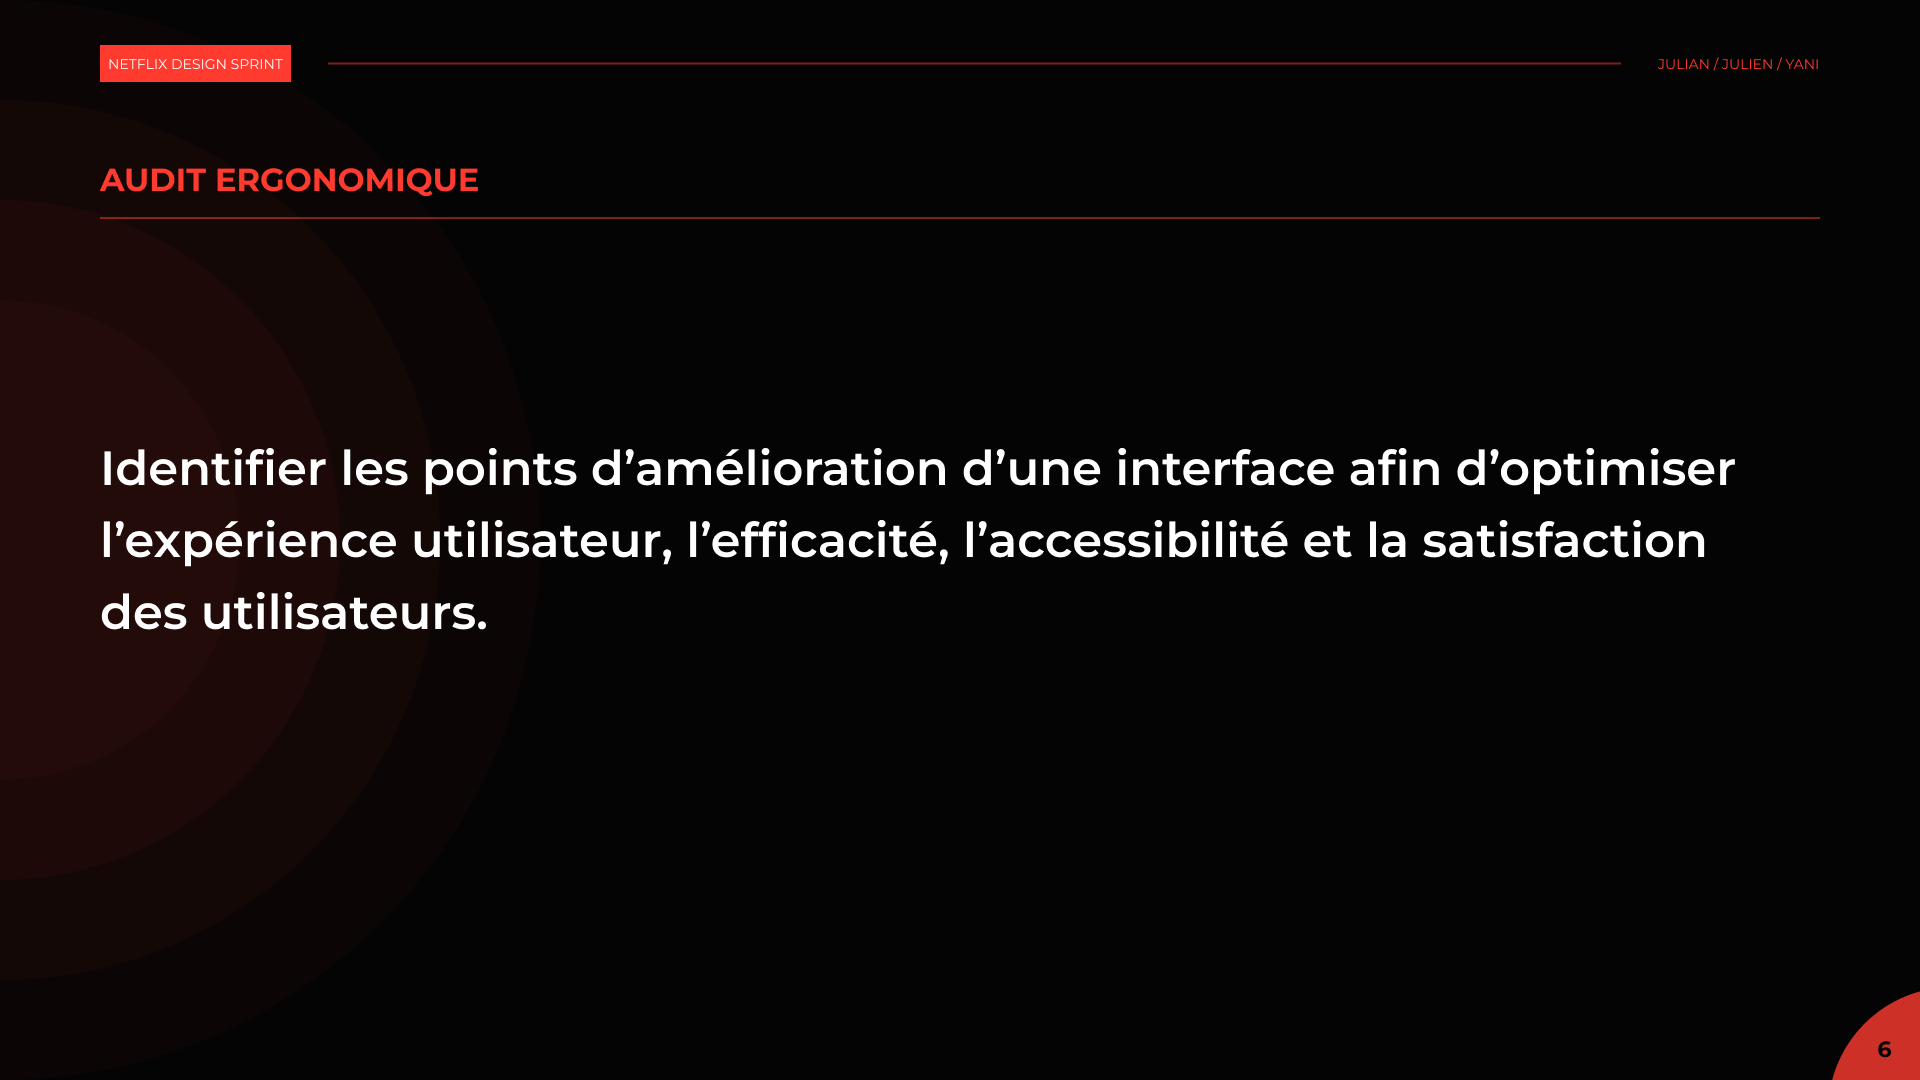 NETFLIX DESIGN SPRINT
JULIAN / JULIEN / YANI
AUDIT ERGONOMIQUE
Identifier les points d’amélioration d’une interface afin d’optimiser
l’expérience utilisateur, l’efficacité, l’accessibilité et la satisfaction
des utilisateurs.
6